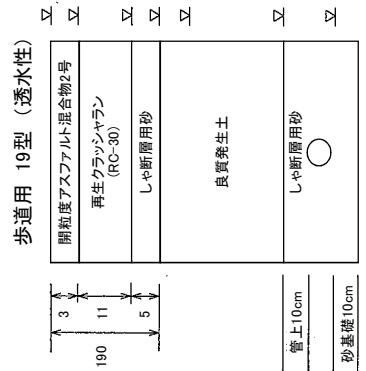 歩道用 19型 (透水性)
開粒度アスファルト混合物2号
再生クラッシャラン
(RC-30)
しゃ断層用砂
良質発生土
しゃ断層用砂
3
11
5
190
管上10cm
砂基礎10cm